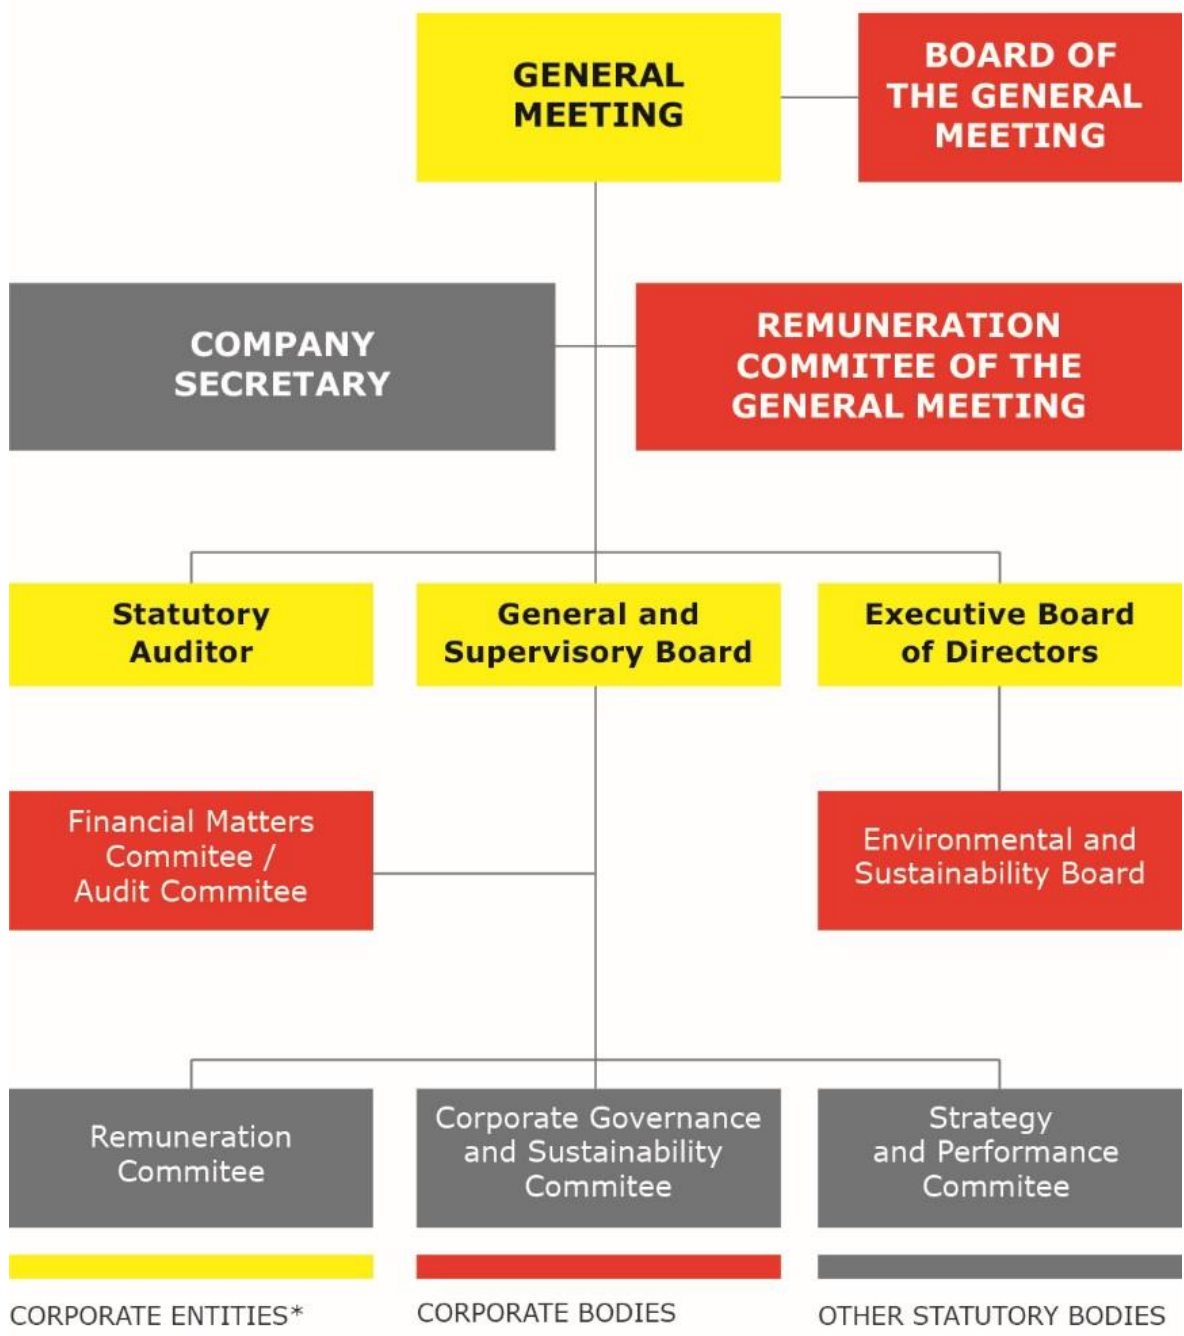 GENERAL
MEETING
BOARD OF
THE GENERAL
MEETING
COMPANY
SECRETARY
REMUNERATION
COMMITEE OF THE
GENERAL MEETING
Statutory
Auditor
General and
Supervisory Board
Executive Board
of Directors
Financial Matters
Commitee /
Audit Commitee
Environmental and
Sustainability Board
Remuneration
Commitee
Corporate Governance
and Sustainability
Commitee
Strategy
and Performance
Commitee
CORPORATE ENTITIES*
CORPORATE BODIES
OTHER STATUTORY BODIES